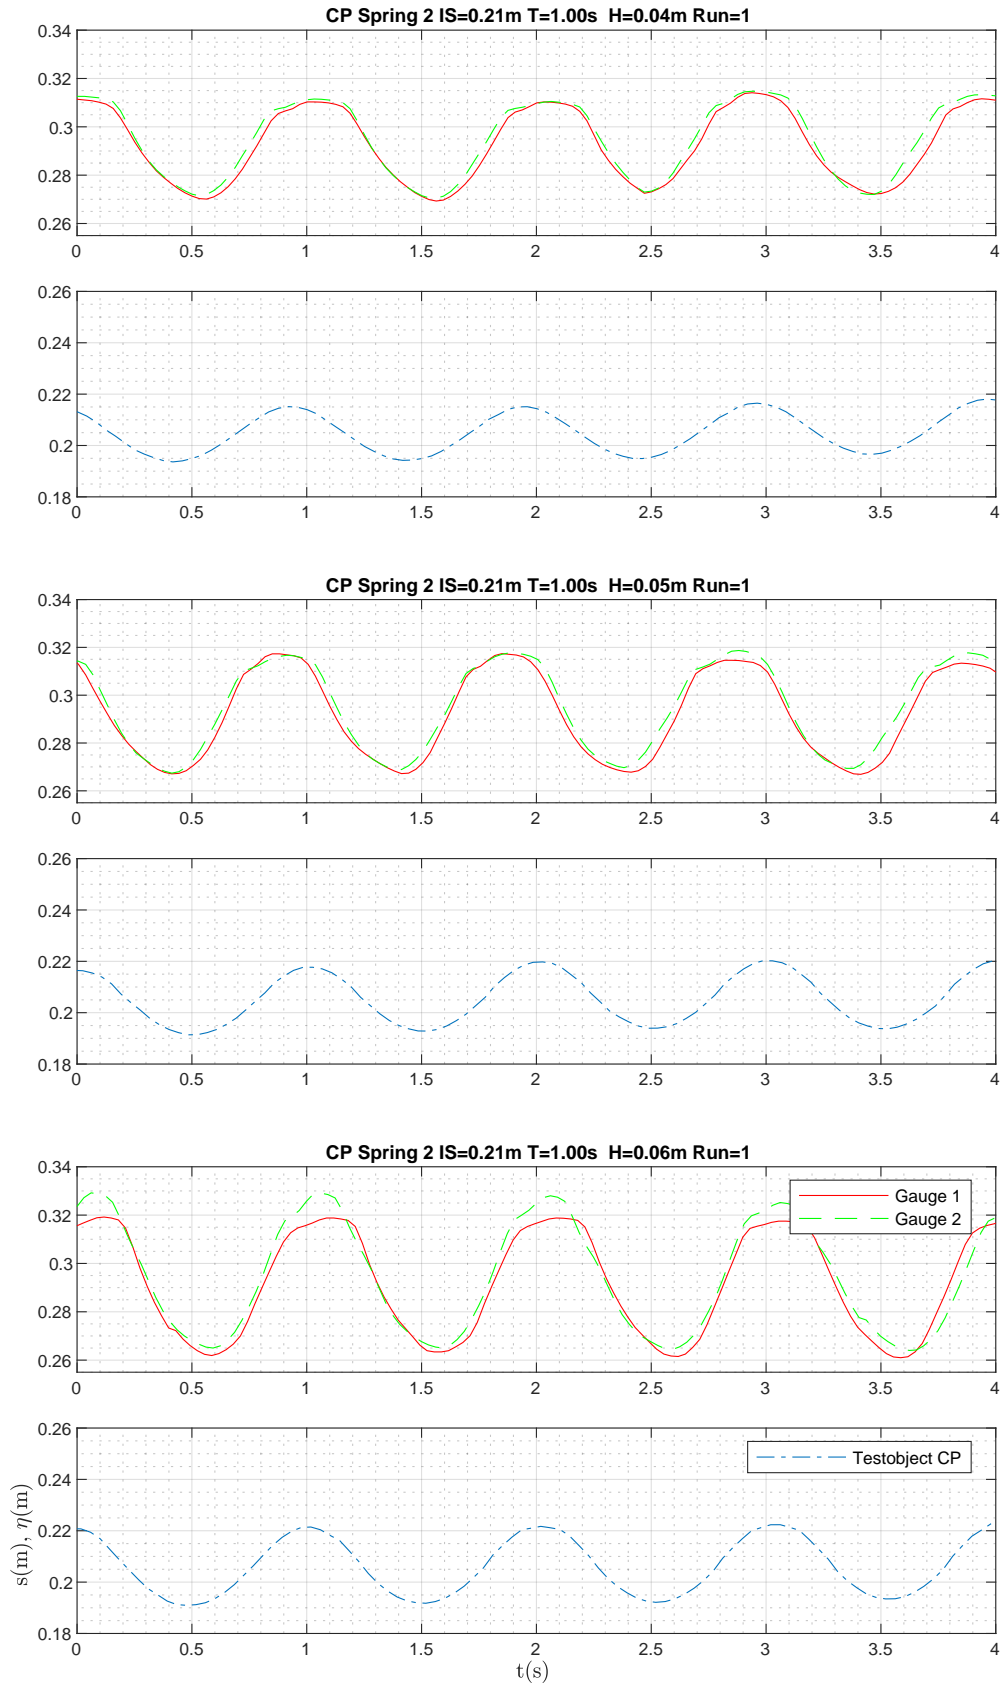 CP Spring 2 IS=0.21m T=1.00s  H=0.04m Run=1
0.34
0.32
0.3
0.28
0.26
0 0.5 1 1.5 2 2.5 3 3.5 4
0.26
0.24
0.22
0.2
0.18
0 0.5 1 1.5 2 2.5 3 3.5 4
CP Spring 2 IS=0.21m T=1.00s  H=0.05m Run=1
0.34
0.32
0.3
0.28
0.26
0 0.5 1 1.5 2 2.5 3 3.5 4
0.26
0.24
0.22
0.2
0.18
0 0.5 1 1.5 2 2.5 3 3.5 4
CP Spring 2 IS=0.21m T=1.00s  H=0.06m Run=1
0.34
0.32
0.3
0.28
0.26
Gauge 1
Gauge 2
0 0.5 1 1.5 2 2.5 3 3.5 4
0.26
0.24
0.22
0.2
0.18
Testobject CP
s(m), η(m)
0 0.5 1 1.5 2 2.5 3 3.5 4
t(s)